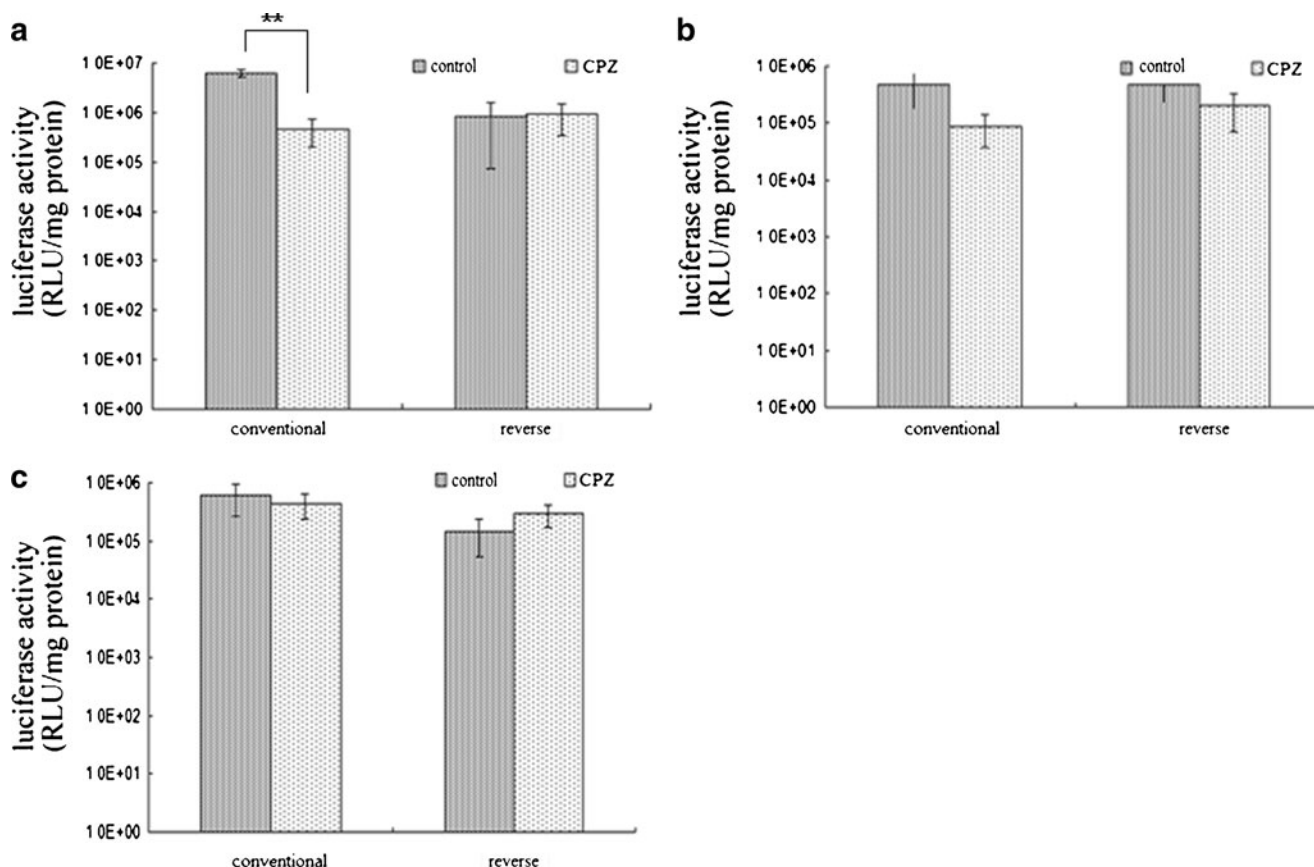 a
**
luciferase activity
(RLU/mg protein)
1.0E+07
1.0E+06
1.0E+05
1.0E+04
1.0E+03
1.0E+02
1.0E+01
1.0E+00
control
CPZ
conventional
reverse
b
luciferase activity
(RLU/mg protein)
1.0E+06
1.0E+05
1.0E+04
1.0E+03
1.0E+02
1.0E+01
1.0E+00
control
CPZ
conventional
reverse
c
luciferase activity
(RLU/mg protein)
1.0E+06
1.0E+05
1.0E+04
1.0E+03
1.0E+02
1.0E+01
1.0E+00
control
CPZ
conventional
reverse